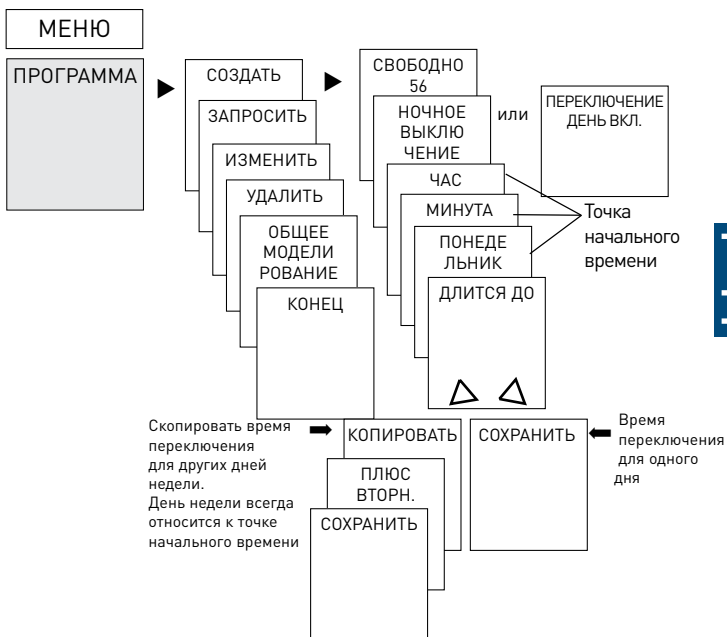 МЕНЮ
ПРОГРАММА
СОЗДАТЬ
ЗАПРОСИТЬ
ИЗМЕНИТЬ
УДАЛИТЬ
ОБЩЕЕ
МОДЕЛИ
РОВАНИЕ
КОНЕЦ
СВОБОДНО
56
НОЧНОЕ
ВЫКЛЮ
ЧЕНИЕ
или
ПЕРЕКЛЮЧЕНИЕ
ДЕНЬ ВКЛ.
ЧАС
МИНУТА
ПОНЕДЕ
ЛЬНИК
ДЛИТСЯ ДО
Точка
начального
времени
Скопировать время
переключения
для других дней
недели.
День недели всегда
относится к точке
начального времени
КОПИРОВАТЬ
ПЛЮС
ВТОРН.
СОХРАНИТЬ
СОХРАНИТЬ
Время
переключения
для одного
дня